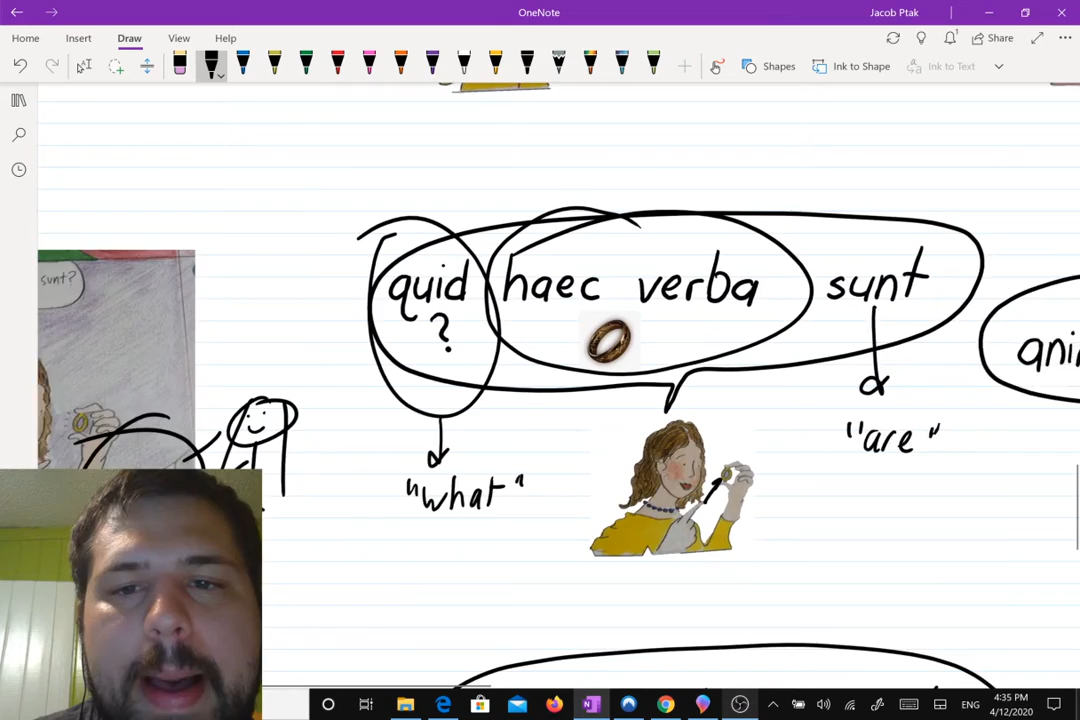 OneNote
Jacob Ptak
Home Insert Draw View Help
Share
Shapes Ink to Shape Ink to Text
sunt?
quid haec verba sunt
?
"are"
"what"
ENG
4:35 PM
4/12/2020